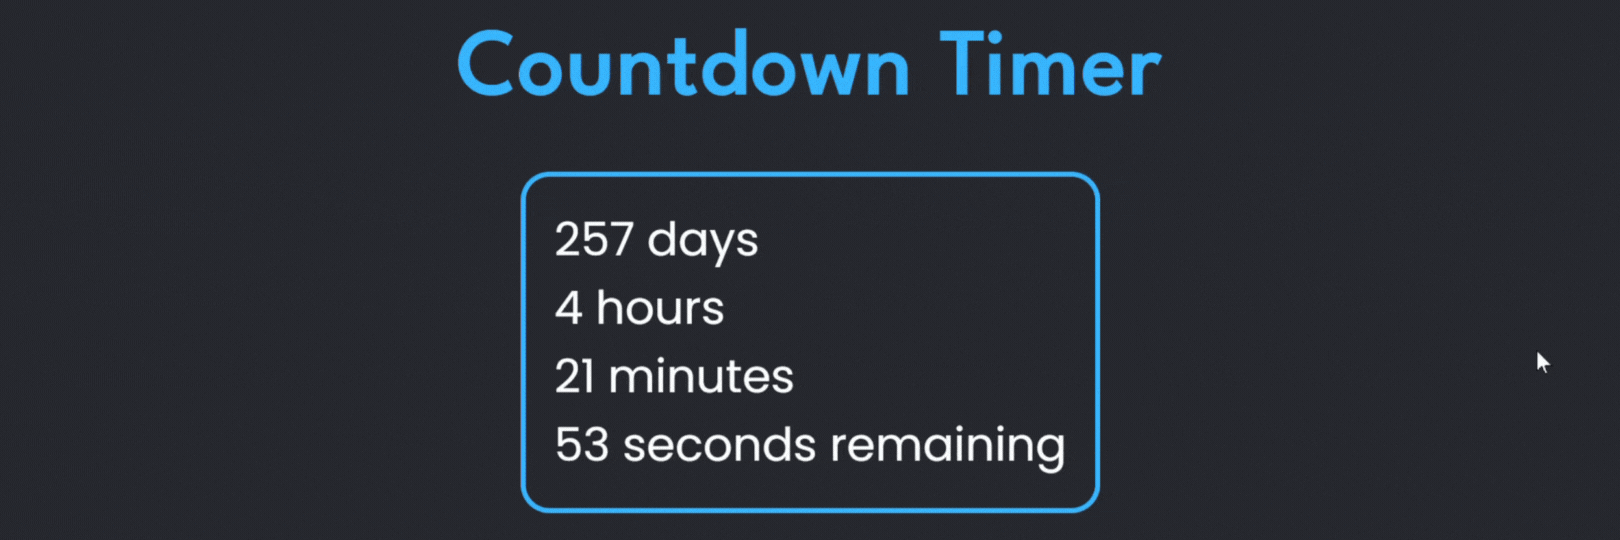 Countdown Timer
257 days
4 hours
21 minutes
53 seconds remaining